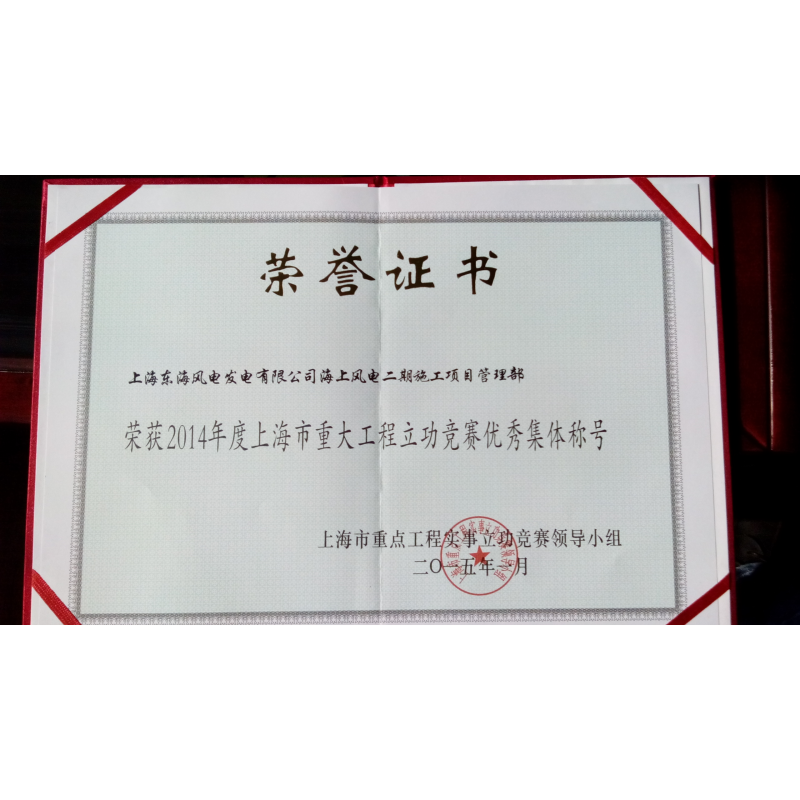 荣誉证书
上海东海风电发电有限公司海上风电二期施工项目管理部
荣获2014年度上海市重大工程立功竞赛优秀集体称号
上海市重点工程实事立功竞赛领导小组
二〇一五年 月